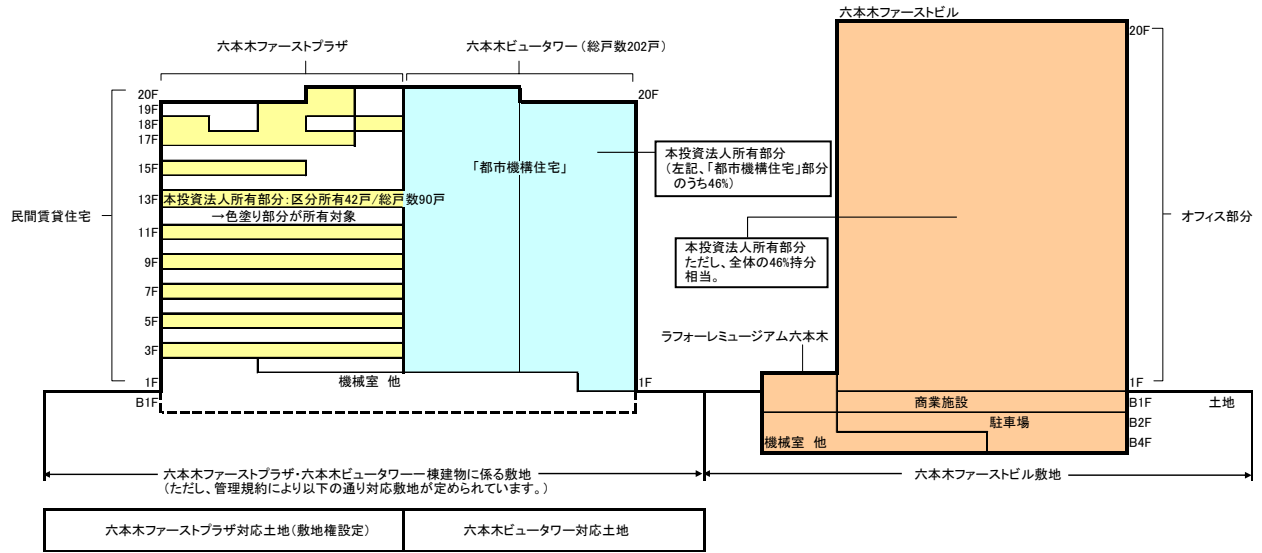 六本木ファーストビル
六本木ファーストプラザ
六本木ビュータワー（総戸数202戸）
民間賃貸住宅
20F
19F
18F
17F
15F
13F
11F
9F
7F
5F
3F
1F
B1F
本投資法人所有部分：区分所有42戸/総戸数90戸
→色塗り部分が所有対象
機械室 他
「都市機構住宅」
20F
1F
本投資法人所有部分
（左記、「都市機構住宅」部分
のうち46%）
本投資法人所有部分
ただし、全体の46%持分
相当。
ラフォーレミュージアム六本木
20F
オフィス部分
1F
B1F
B2F
B4F
土地
商業施設
駐車場
機械室 他
六本木ファーストプラザ・六本木ビュータワー一棟建物に係る敷地
（ただし、管理規約により以下の通り対応敷地が定められています。）
六本木ファーストビル敷地
六本木ファーストプラザ対応土地（敷地権設定）
六本木ビュータワー対応土地